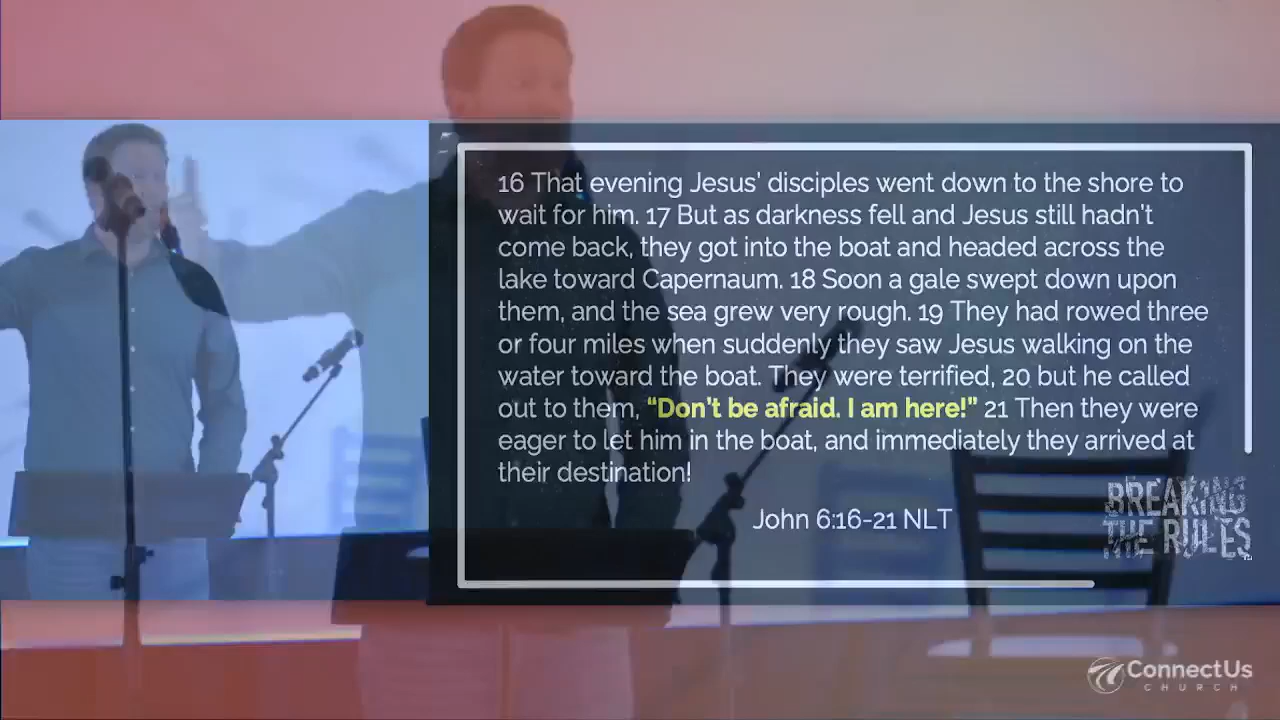 16 That evening Jesus’ disciples went down to the shore to
wait for him. 17 But as darkness fell and Jesus still hadn’t
come back, they got into the boat and headed across the
lake toward Capernaum. 18 Soon a gale swept down upon
them, and the sea grew very rough. 19 They had rowed three
or four miles when suddenly they saw Jesus walking on the
water toward the boat. They were terrified, 20 but he called
out to them, “Don’t be afraid. I am here!” 21 Then they were
eager to let him in the boat, and immediately they arrived at
their destination!
John 6:16-21 NLT
BREAKING
THE RULES
ConnectUs
CHURCH